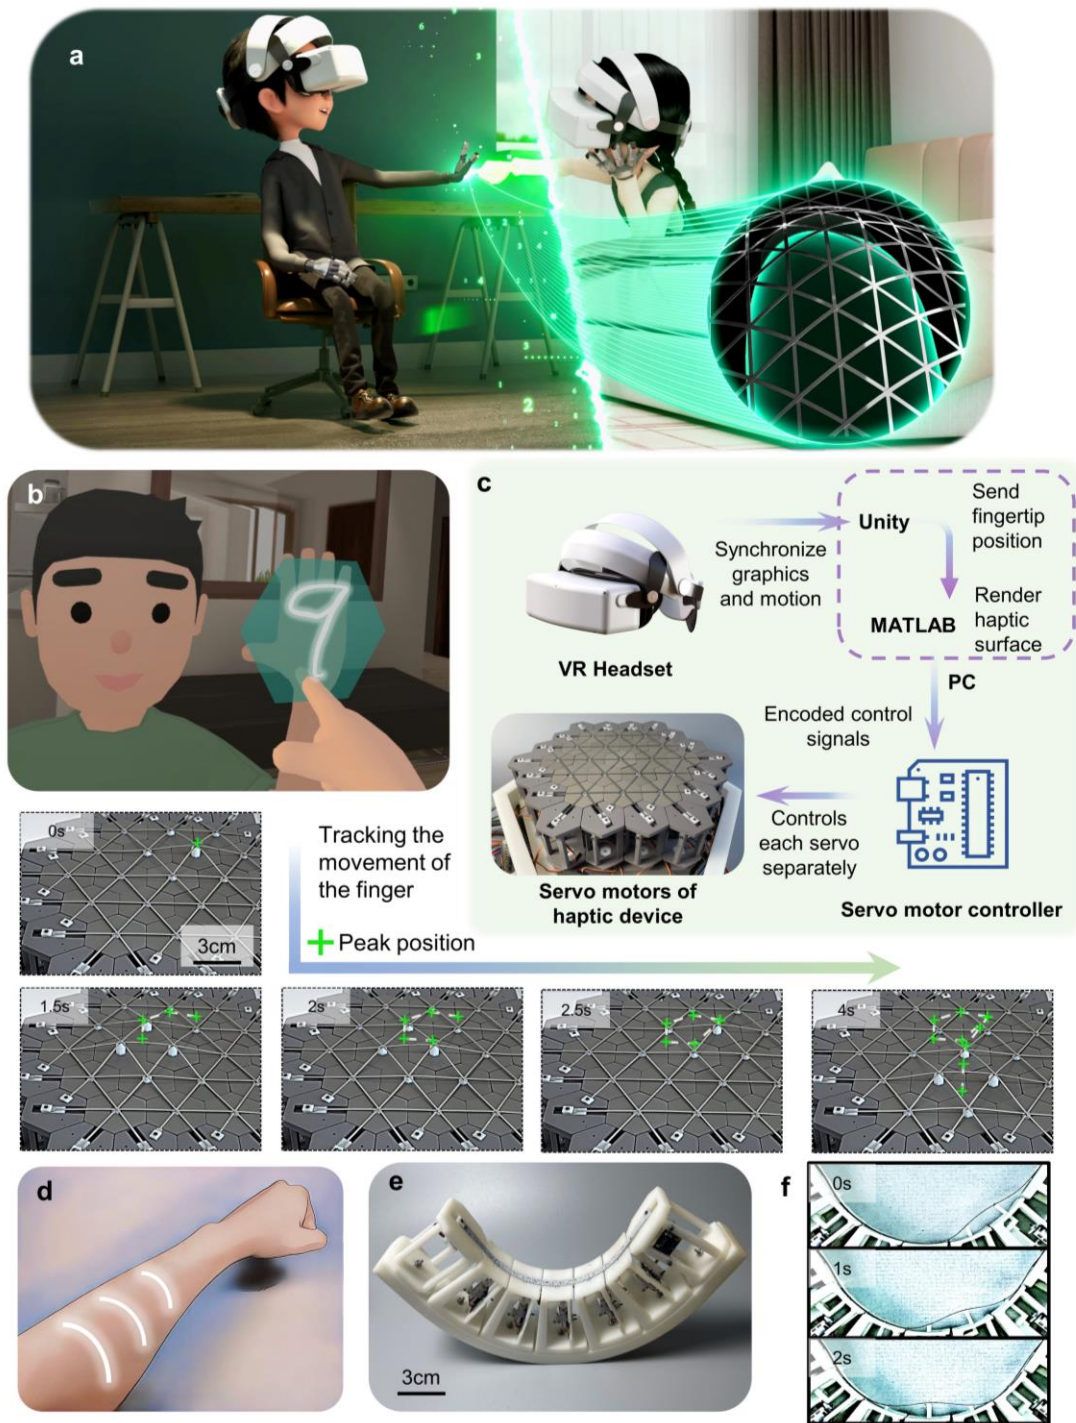 a
b
9
c
Unity
Send
fingertip
position
Synchronize
graphics
and motion
MATLAB
Render
haptic
surface
VR Headset
PC
Encoded control
signals
Controls
each servo
separately
Servo motors of
haptic device
Servo motor controller
0s
3cm
Tracking the
movement of
the finger
Peak position
1.5s
2s
2.5s
4s
d
e
3cm
f
0s
1s
2s